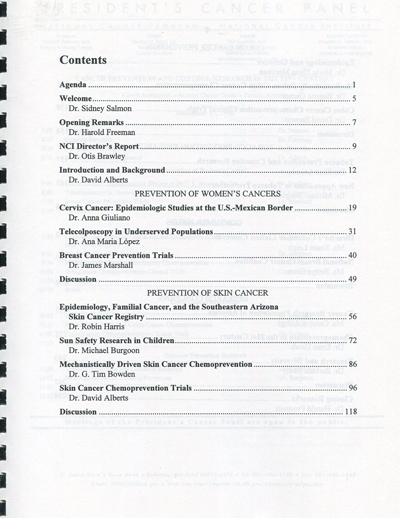 PRESIDENT'S CANCER PANEL
Contents
Agenda 1
Welcome 5
Dr. Sidney Salmon
Opening Remarks 7
Dr. Harold Freeman
NCI Director's Report 9
Dr. Otis Brawley
Introduction and Background 12
Dr. David Alberts
PREVENTION OF WOMEN'S CANCERS
Cervix Cancer: Epidemiologic Studies at the U.S.-Mexican Border 19
Dr. Anna Giuliano
Telecolposcopy in Underserved Populations 31
Dr. Ana Maria López
Breast Cancer Prevention Trials 40
Dr. James Marshall
Discussion 49
PREVENTION OF SKIN CANCER
Epidemiology, Familial Cancer, and the Southeastern Arizona
Skin Cancer Registry 56
Dr. Robin Harris
Sun Safety Research in Children 72
Dr. Michael Burgoon
Mechanistically Driven Skin Cancer Chemoprevention 86
Dr. G. Tim Bowden
Skin Cancer Chemoprevention Trials 96
Dr. David Alberts
Discussion 118